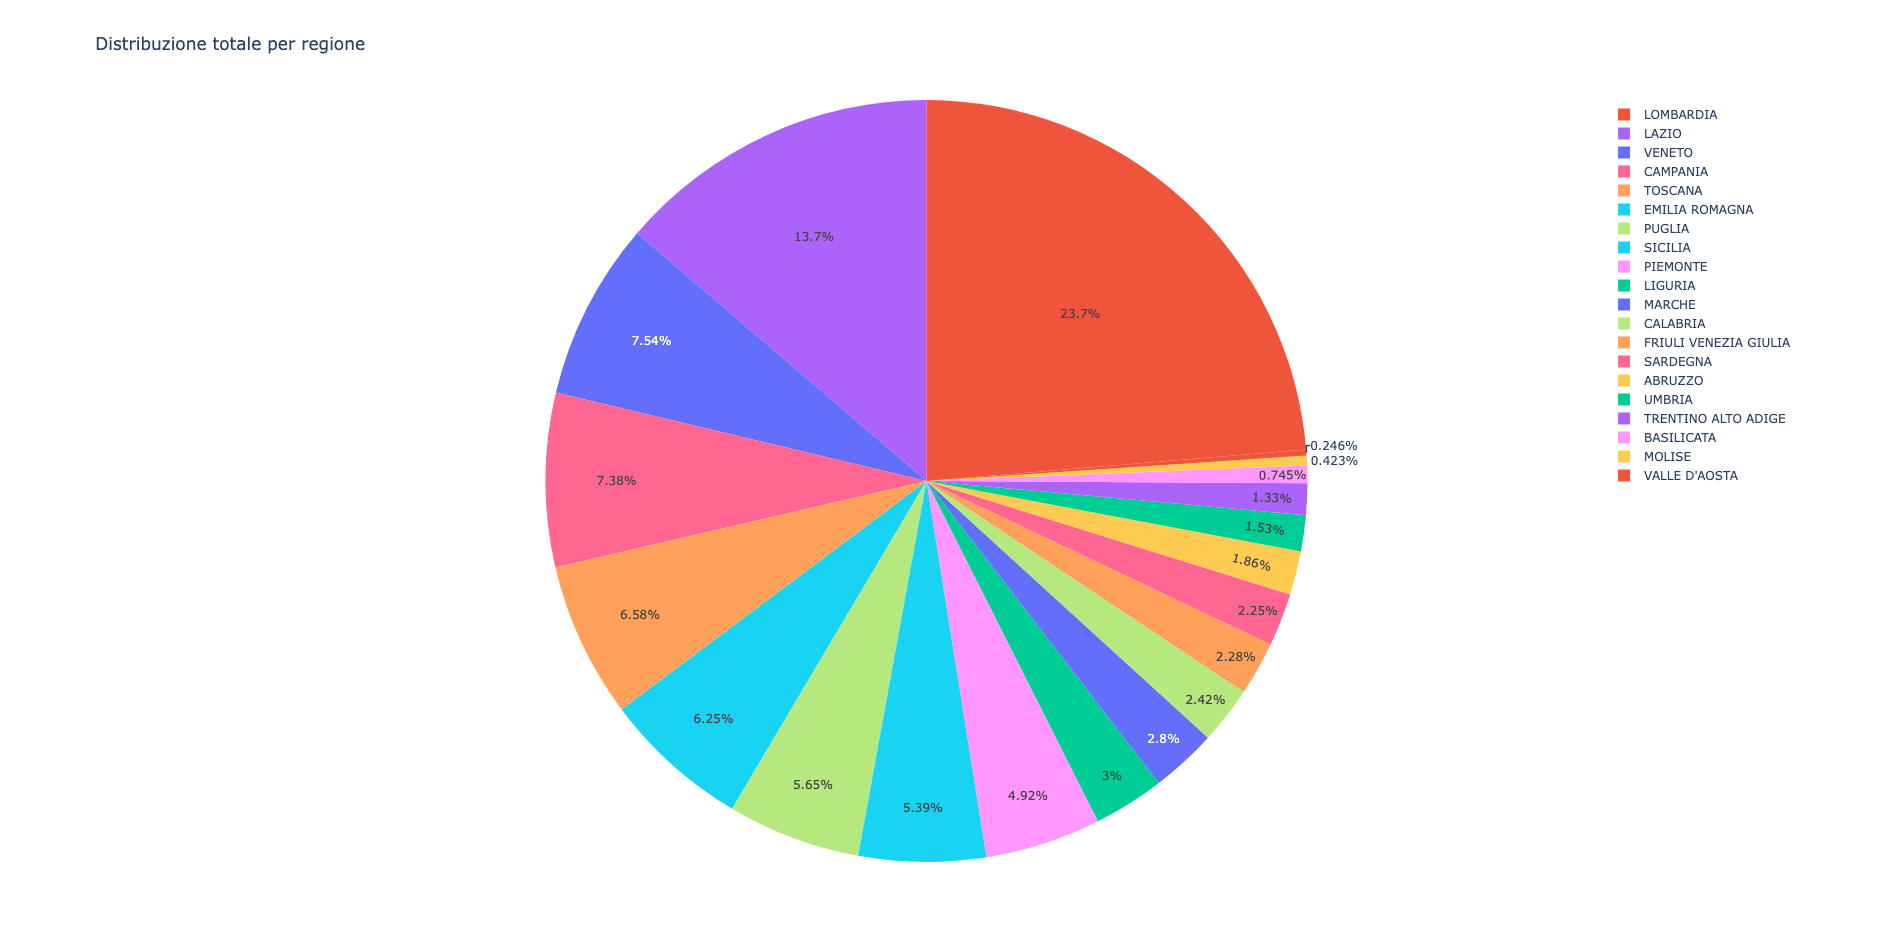 Distribuzione totale per regione
13.7%
23.7%
7.54%
7.38%
6.58%
6.25%
5.65%
5.39%
4.92%
3%
2.8%
2.42%
2.28%
2.25%
1.86%
1.53%
1.33%
0.745%
0.423%
0.246%
LOMBARDIA
LAZIO
VENETO
CAMPANIA
TOSCANA
EMILIA ROMAGNA
PUGLIA
SICILIA
PIEMONTE
LIGURIA
MARCHE
CALABRIA
FRIULI VENEZIA GIULIA
SARDEGNA
ABRUZZO
UMBRIA
TRENTINO ALTO ADIGE
BASILICATA
MOLISE
VALLE D'AOSTA